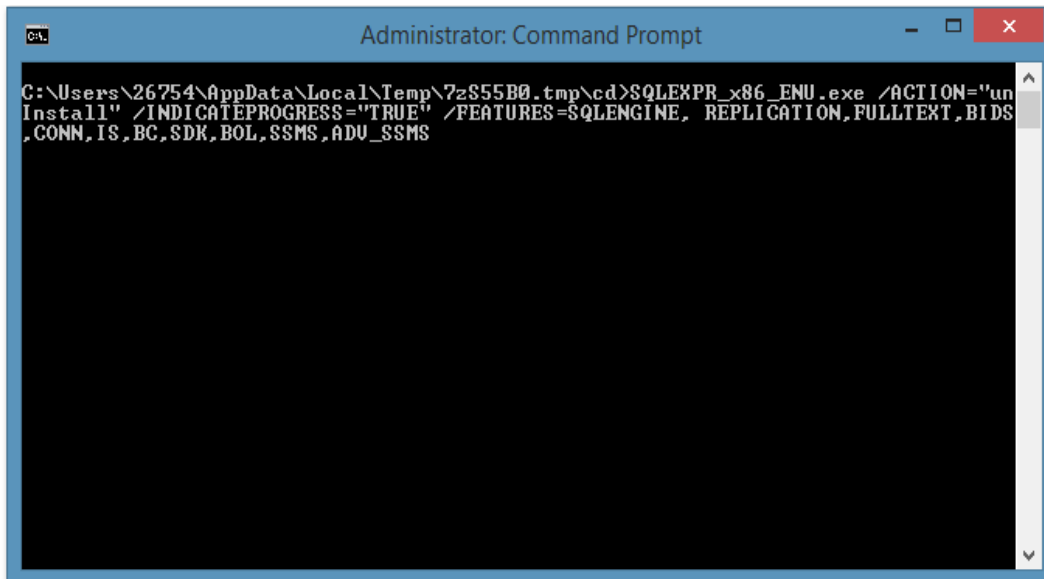 Administrator: Command Prompt
C:\Users\26754\AppData\Local\Temp\7zS55B0.tmp\cd>SQLEXPR_x86_ENU.exe /ACTION="un
Install" /INDICATEPROGRESS="TRUE" /FEATURES=SQLENGINE, REPLICATION,FULLTEXT,BIDS
,CONN,IS,BC,SDK,BOL,SSMS,ADV_SSMS